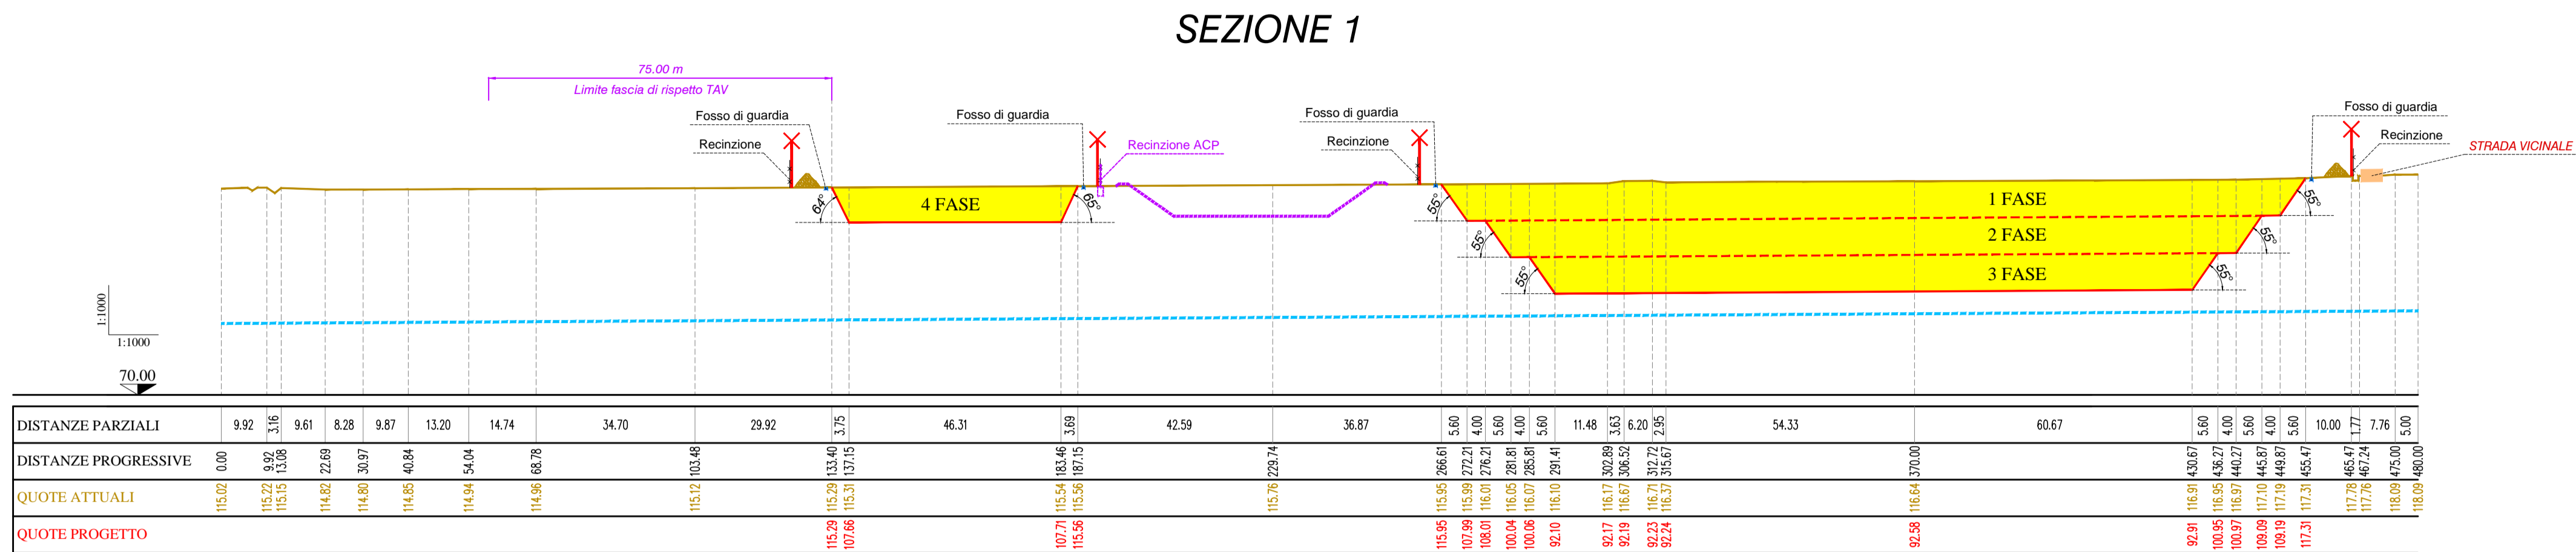 SEZIONE 1
75.00 m
Limite fascia di rispetto TAV
Fosso di guardia
Recinzione
Fosso di guardia
Recinzione ACP
Fosso di guardia
Recinzione
Fosso di guardia
Recinzione
STRADA VICINALE
64°
4 FASE
65°
55°
1 FASE
55°
55°
2 FASE
55°
55°
3 FASE
55°
1:1000
1:1000
70.00
DISTANZE PARZIALI 9.92 3.16 9.61 8.28 9.87 13.20 14.74 34.70 29.92 3.75 46.31 3.69 42.59 36.87 5.60 4.00 5.60 4.00 5.60 11.48 3.63 6.20 2.95 54.33 60.67 5.60 4.00 5.60 4.00 5.60 10.00 1.77 7.76 5.00
DISTANZE PROGRESSIVE 0.00 9.92 13.08 22.69 30.97 40.84 54.04 68.78 103.48 133.40 137.15 183.46 187.15 229.74 266.61 272.21 276.21 281.81 285.81 291.41 302.89 306.52 312.72 315.67 370.00 430.67 436.27 440.27 445.87 449.87 455.47 465.47 467.24 475.00 480.00
QUOTE ATTUALI 115.02 115.22 115.15 114.82 114.80 114.85 114.94 114.96 115.12 115.29 115.31 115.54 115.56 115.76 115.95 115.99 116.01 116.05 116.07 116.10 116.17 116.67 116.71 116.37 116.64 116.91 116.95 116.97 117.10 117.19 117.31 117.78 117.76 118.09 118.09
QUOTE PROGETTO 115.29 107.66 107.71 115.56 115.95 107.99 108.01 100.04 100.06 92.10 92.17 92.19 92.23 92.24 92.58 92.91 100.95 100.97 109.09 109.19 117.31